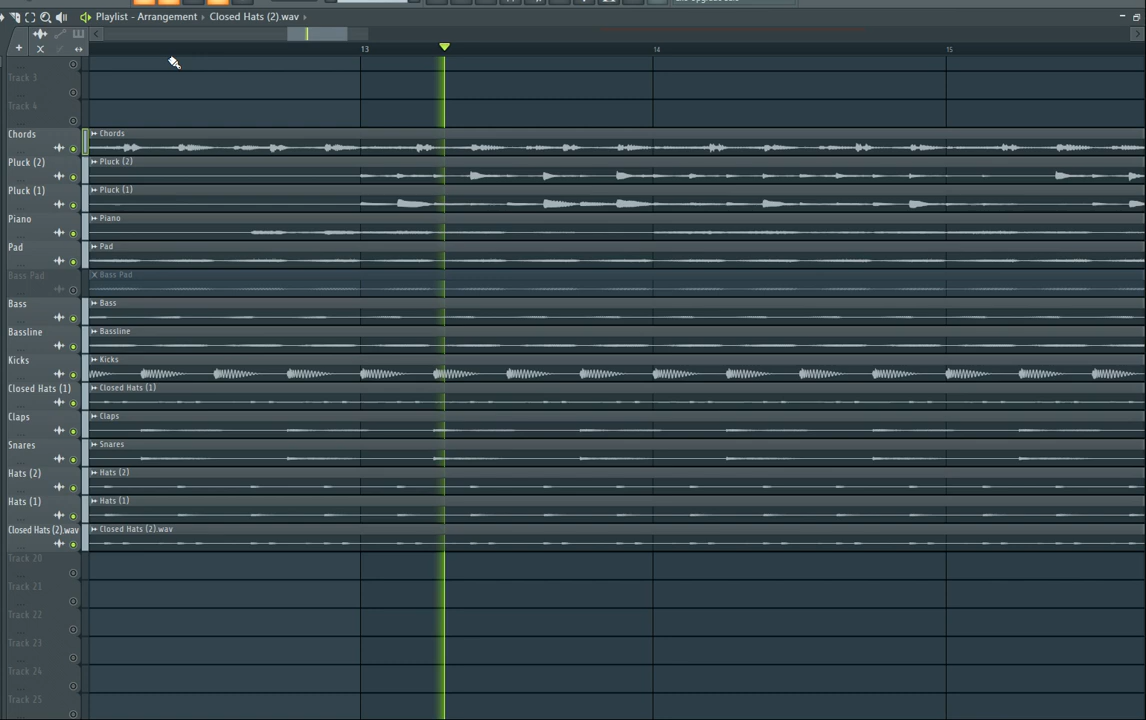 Playlist - Arrangement › Closed Hats (2).wav ›
13 14 15
Track 3
Track 4
Chords Chords
Pluck (2) Pluck (2)
Pluck (1) Pluck (1)
Piano Piano
Pad Pad
Bass Pad Bass Pad
Bass Bass
Bassline Bassline
Kicks Kicks
Closed Hats (1) Closed Hats (1)
Claps Claps
Snares Snares
Hats (2) Hats (2)
Hats (1) Hats (1)
Closed Hats (2).wav Closed Hats (2).wav
Track 20
Track 21
Track 22
Track 23
Track 24
Track 25